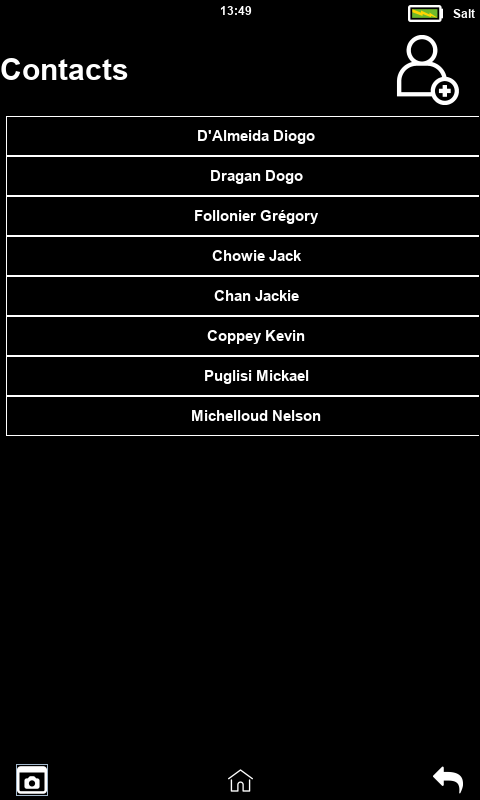 13:49
Salt
Contacts
D'Almeida Diogo
Dragan Dogo
Follonier Grégory
Chowie Jack
Chan Jackie
Coppey Kevin
Puglisi Mickael
Michelloud Nelson